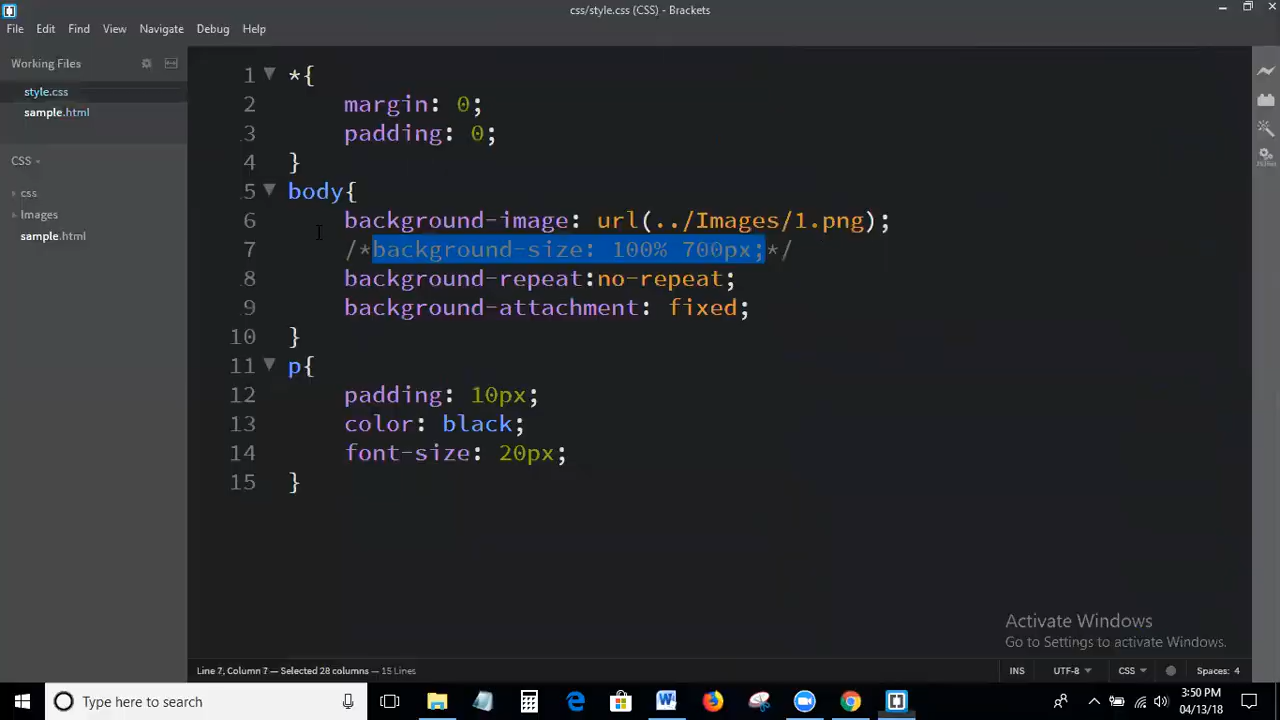 css/style.css (CSS) - Brackets
File Edit Find View Navigate Debug Help
Working Files
style.css
sample.html
CSS
css
Images
sample.html
1 *{
2 margin: 0;
3 padding: 0;
4 }
5 body{
6 background-image: url(../Images/1.png);
7 /*background-size: 100% 700px;*/
8 background-repeat:no-repeat;
9 background-attachment: fixed;
10 }
11 p{
12 padding: 10px;
13 color: black;
14 font-size: 20px;
15 }
Activate Windows
Go to Settings to activate Windows.
Line 7, Column 7 — Selected 28 columns — 15 Lines
INS UTF-8 CSS Spaces: 4
Type here to search
3:50 PM
04/13/18